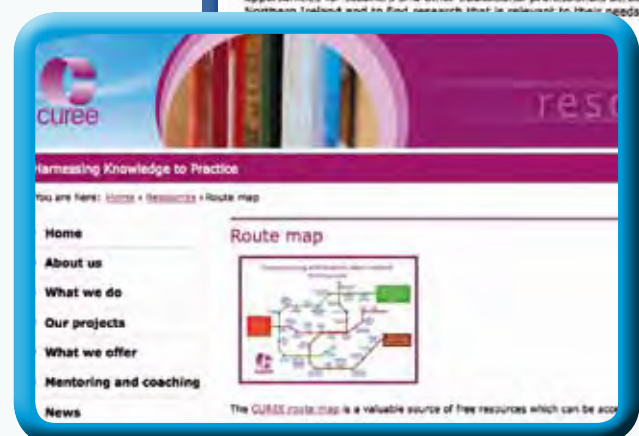 Northern Ireland and to find research that is relevant to their needs
curee
reso
Harnessing Knowledge to Practice
You are here: Home › Resources › Route map
Home
Route map
About us
What we do
Our projects
What we offer
Mentoring and coaching
News
The CUREE route map is a valuable source of free resources which can be acce